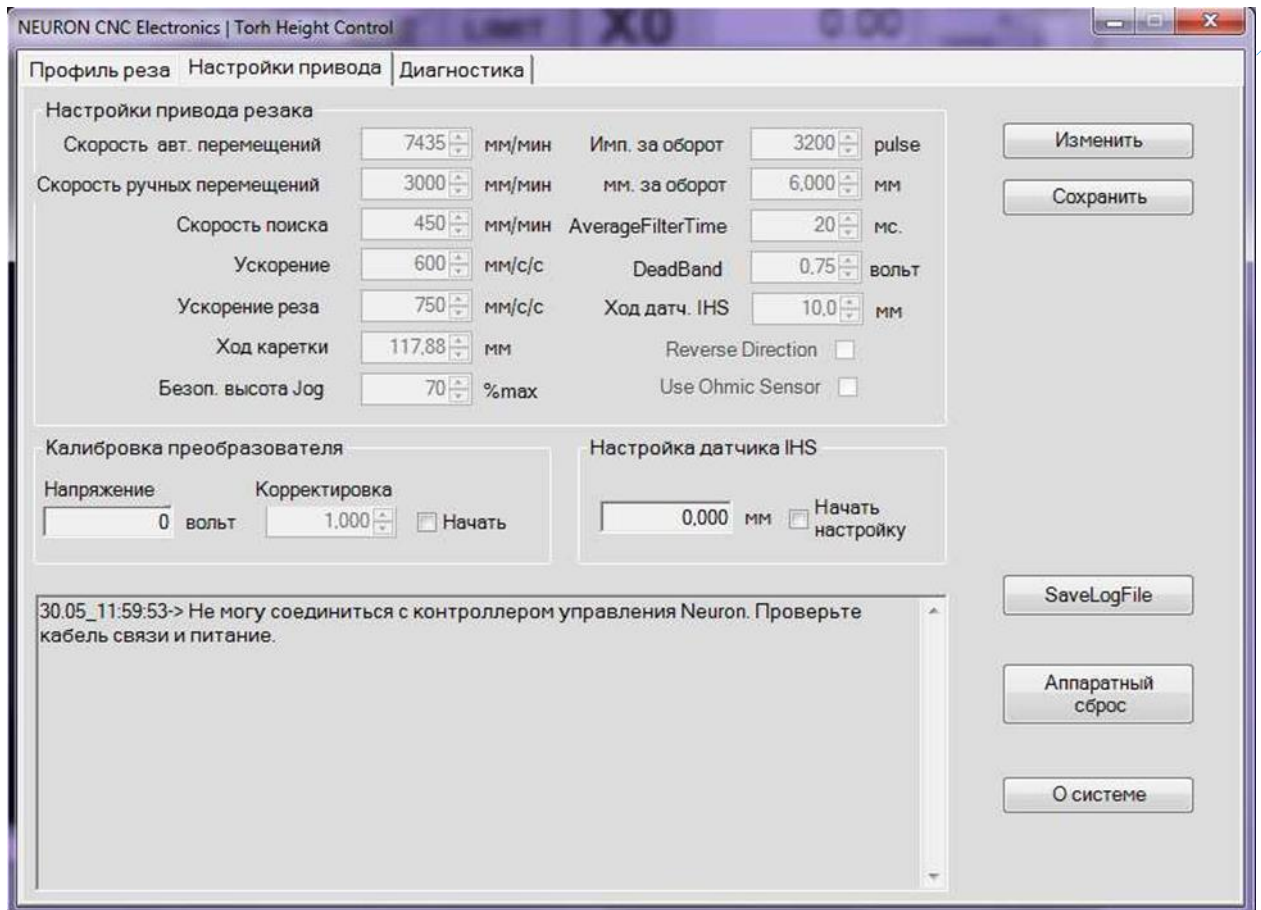 NEURON CNC Electronics | Torh Height Control
LIMIT X0 0.00
Профиль реза Настройки привода Диагностика
Настройки привода резака
Скорость авт. перемещений 7435 мм/мин Имп. за оборот 3200 pulse
Изменить
Скорость ручных перемещений 3000 мм/мин мм. за оборот 6,000 мм
Сохранить
Скорость поиска 450 мм/мин AverageFilterTime 20 мс.
Ускорение 600 мм/с/с DeadBand 0,75 вольт
Ускорение реза 750 мм/с/с Ход датч. IHS 10,0 мм
Ход каретки 117,88 мм Reverse Direction
Безоп. высота Jog 70 %max Use Ohmic Sensor
Калибровка преобразователя
Напряжение Корректировка
0 вольт 1,000 Начать
Настройка датчика IHS
0,000 мм Начать
настройку
30.05_11:59:53-> Не могу соединиться с контроллером управления Neuron. Проверьте
кабель связи и питание.
SaveLogFile
Аппаратный
сброс
О системе